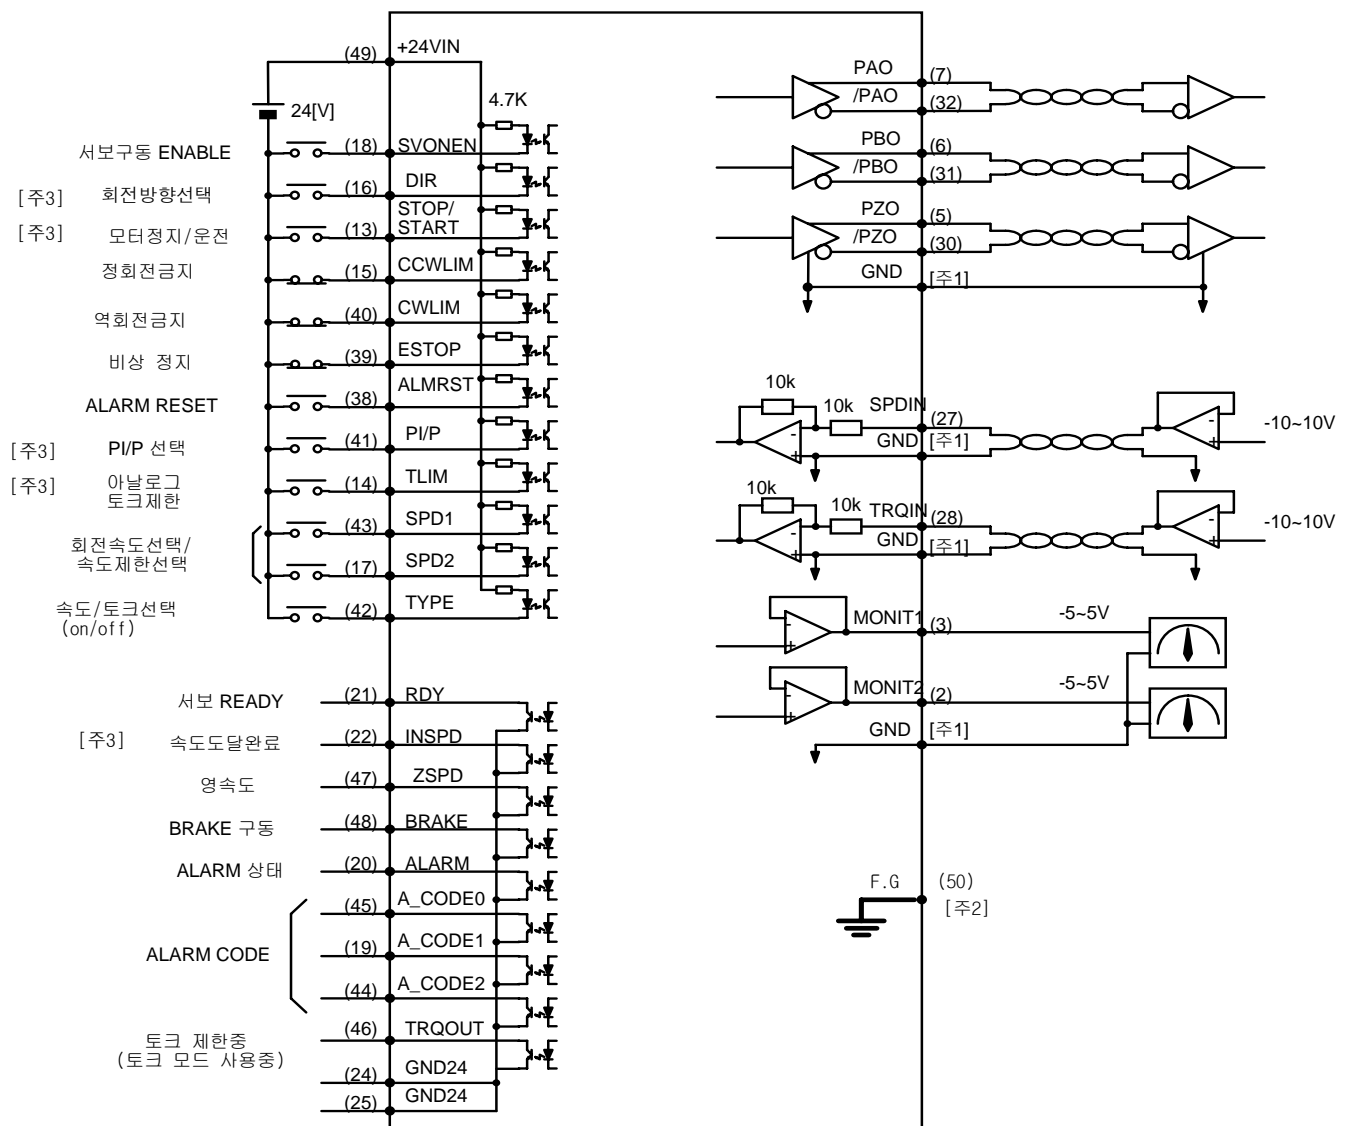 (49) +24VIN
24[V]
4.7K
서보구동 ENABLE (18) SVONEN
[주3] 회전방향선택 (16) DIR
[주3] 모터정지/운전 (13) STOP/
START
정회전금지 (15) CCWLIM
역회전금지 (40) CWLIM
비상 정지 (39) ESTOP
ALARM RESET (38) ALMRST
[주3] PI/P 선택 (41) PI/P
[주3] 아날로그
토크제한 (14) TLIM
(43) SPD1
회전속도선택/
속도제한선택
(17) SPD2
속도/토크선택
(on/off) (42) TYPE
서보 READY (21) RDY
[주3] 속도도달완료 (22) INSPD
영속도 (47) ZSPD
BRAKE 구동 (48) BRAKE
ALARM 상태 (20) ALARM
(45) A_CODE0
ALARM CODE (19) A_CODE1
(44) A_CODE2
토크 제한중
(토크 모드 사용중) (46) TRQOUT
(24) GND24
(25) GND24
PAO (7)
/PAO (32)
PBO (6)
/PBO (31)
PZO (5)
/PZO (30)
GND [주1]
10k
10k SPDIN (27)
GND [주1]
- +
- +
-10~10V
10k
10k TRQIN (28)
GND [주1]
- +
- +
-10~10V
MONIT1 (3) -5~5V
- +
MONIT2 (2) -5~5V
- +
GND [주1]
F.G (50)
[주2]